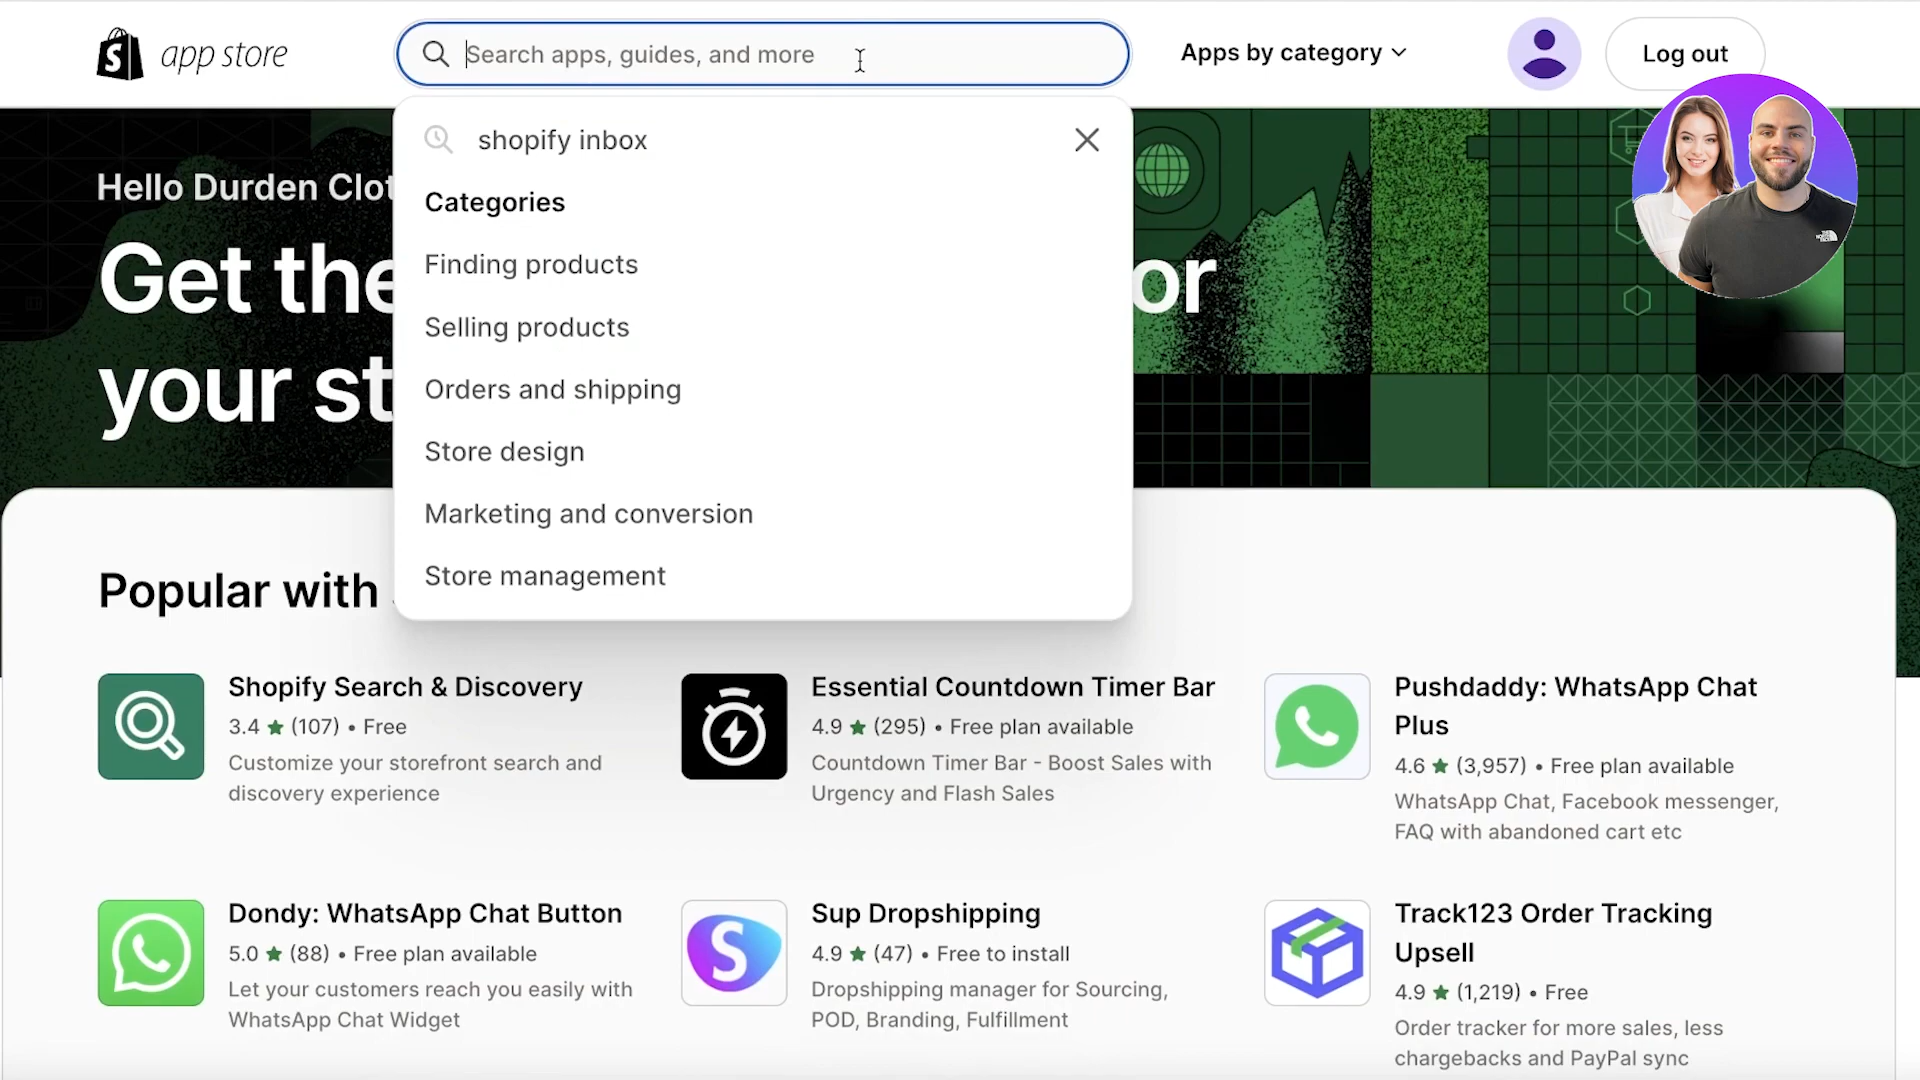 app store
Search apps, guides, and more
Apps by category
Log out
shopify inbox
Categories
Finding products
Selling products
Orders and shipping
Store design
Marketing and conversion
Store management
Hello Durden Clot
Get the
or
your st
Popular with
Shopify Search & Discovery
3.4 ★ (107) • Free
Customize your storefront search and
discovery experience
Essential Countdown Timer Bar
4.9 ★ (295) • Free plan available
Countdown Timer Bar - Boost Sales with
Urgency and Flash Sales
Pushdaddy: WhatsApp Chat
Plus
4.6 ★ (3,957) • Free plan available
WhatsApp Chat, Facebook messenger,
FAQ with abandoned cart etc
Dondy: WhatsApp Chat Button
5.0 ★ (88) • Free plan available
Let your customers reach you easily with
WhatsApp Chat Widget
Sup Dropshipping
4.9 ★ (47) • Free to install
Dropshipping manager for Sourcing,
POD, Branding, Fulfillment
Track123 Order Tracking
Upsell
4.9 ★ (1,219) • Free
Order tracker for more sales, less
chargebacks and PayPal sync